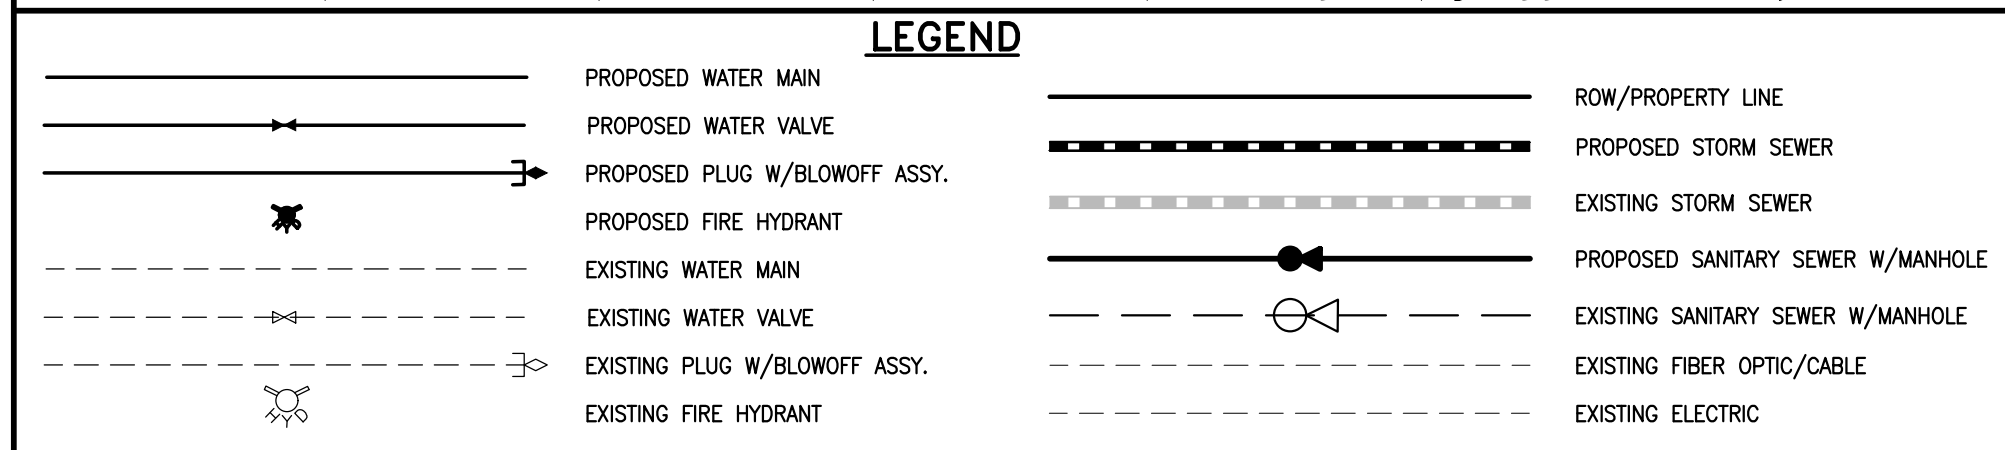 LEGEND
PROPOSED WATER MAIN
PROPOSED WATER VALVE
PROPOSED PLUG W/BLOWOFF ASSY.
PROPOSED FIRE HYDRANT
EXISTING WATER MAIN
EXISTING WATER VALVE
EXISTING PLUG W/BLOWOFF ASSY.
HYD
EXISTING FIRE HYDRANT
ROW/PROPERTY LINE
PROPOSED STORM SEWER
EXISTING STORM SEWER
PROPOSED SANITARY SEWER W/MANHOLE
EXISTING SANITARY SEWER W/MANHOLE
EXISTING FIBER OPTIC/CABLE
EXISTING ELECTRIC